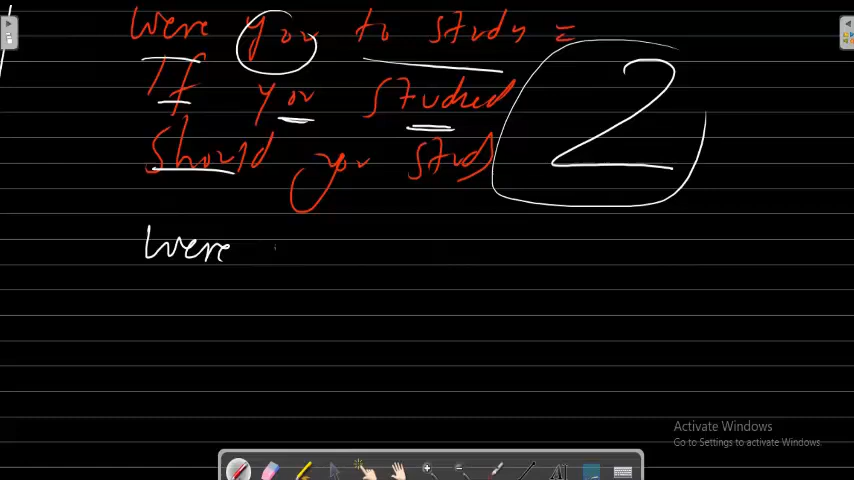 Were you to study =
If you studied
2
Should you study
Were
Activate Windows
Go to Settings to activate Windows.